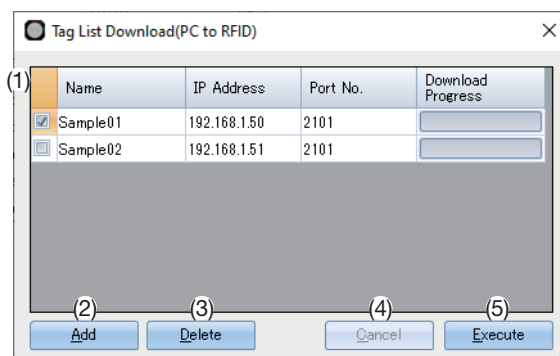 Tag List Download(PC to RFID)
(1)
Name IP Address Port No. Download Progress
Sample01 192.168.1.50 2101
Sample02 192.168.1.51 2101
(2) (3) (4) (5)
Add Delete Cancel Execute